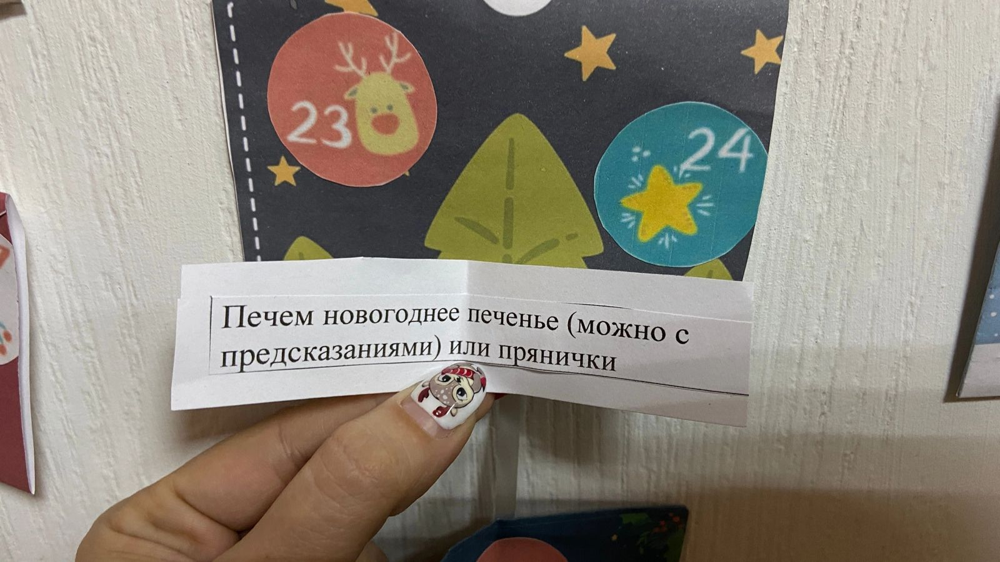 23
24
Печем новогоднее печенье (можно с
предсказаниями) или прянички